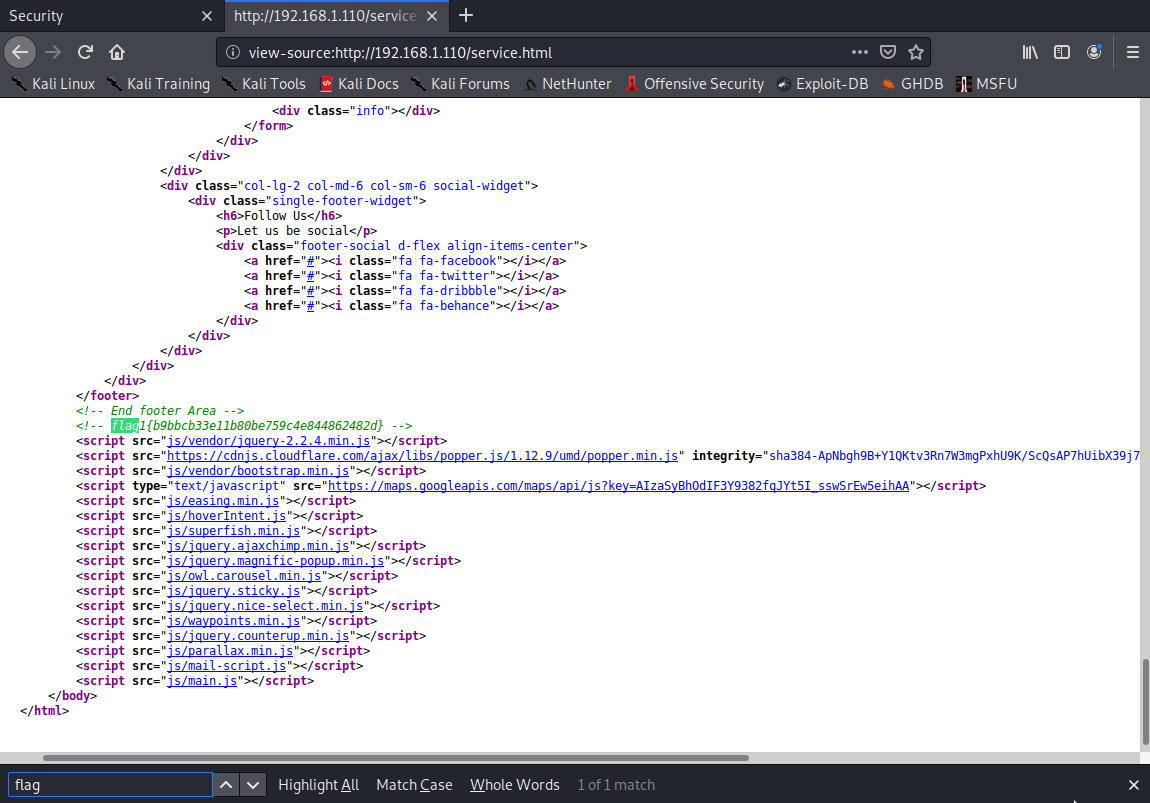 Security
http://192.168.1.110/service
view-source:http://192.168.1.110/service.html
Kali Linux Kali Training Kali Tools Kali Docs Kali Forums NetHunter Offensive Security Exploit-DB GHDB MSFU
<div class="info"></div>
</form>
</div>
</div>
</div>
<div class="col-lg-2 col-md-6 col-sm-6 social-widget">
<div class="single-footer-widget">
<h6>Follow Us</h6>
<p>Let us be social</p>
<div class="footer-social d-flex align-items-center">
<a href="#"><i class="fa fa-facebook"></i></a>
<a href="#"><i class="fa fa-twitter"></i></a>
<a href="#"><i class="fa fa-dribbble"></i></a>
<a href="#"><i class="fa fa-behance"></i></a>
</div>
</div>
</div>
</div>
</div>
</footer>
<!-- End footer Area -->
<!-- flag1{b9bbcb33e11b80be759c4e844862482d} -->
<script src="js/vendor/jquery-2.2.4.min.js"></script>
<script src="https://cdnjs.cloudflare.com/ajax/libs/popper.js/1.12.9/umd/popper.min.js" integrity="sha384-ApNbgh9B+Y1QKtv3Rn7W3mgPxhU9K/ScQsAP7hUibX39j7
<script src="js/vendor/bootstrap.min.js"></script>
<script type="text/javascript" src="https://maps.googleapis.com/maps/api/js?key=AIzaSyBhOdIF3Y9382fqJYt5I_sswSrEw5eihAA"></script>
<script src="js/easing.min.js"></script>
<script src="js/hoverIntent.js"></script>
<script src="js/superfish.min.js"></script>
<script src="js/jquery.ajaxchimp.min.js"></script>
<script src="js/jquery.magnific-popup.min.js"></script>
<script src="js/owl.carousel.min.js"></script>
<script src="js/jquery.sticky.js"></script>
<script src="js/jquery.nice-select.min.js"></script>
<script src="js/waypoints.min.js"></script>
<script src="js/jquery.counterup.min.js"></script>
<script src="js/parallax.min.js"></script>
<script src="js/mail-script.js"></script>
<script src="js/main.js"></script>
</body>
</html>
flag Highlight All Match Case Whole Words 1 of 1 match